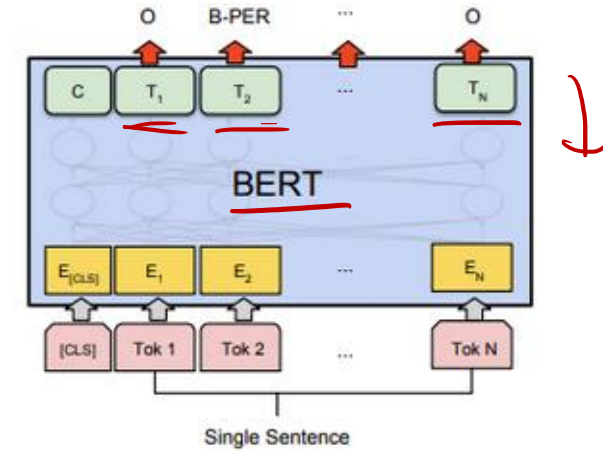 O B-PER ... O
C T1 T2 ... TN
BERT
E[CLS] E1 E2 ... EN
[CLS] Tok 1 Tok 2 ... Tok N
Single Sentence